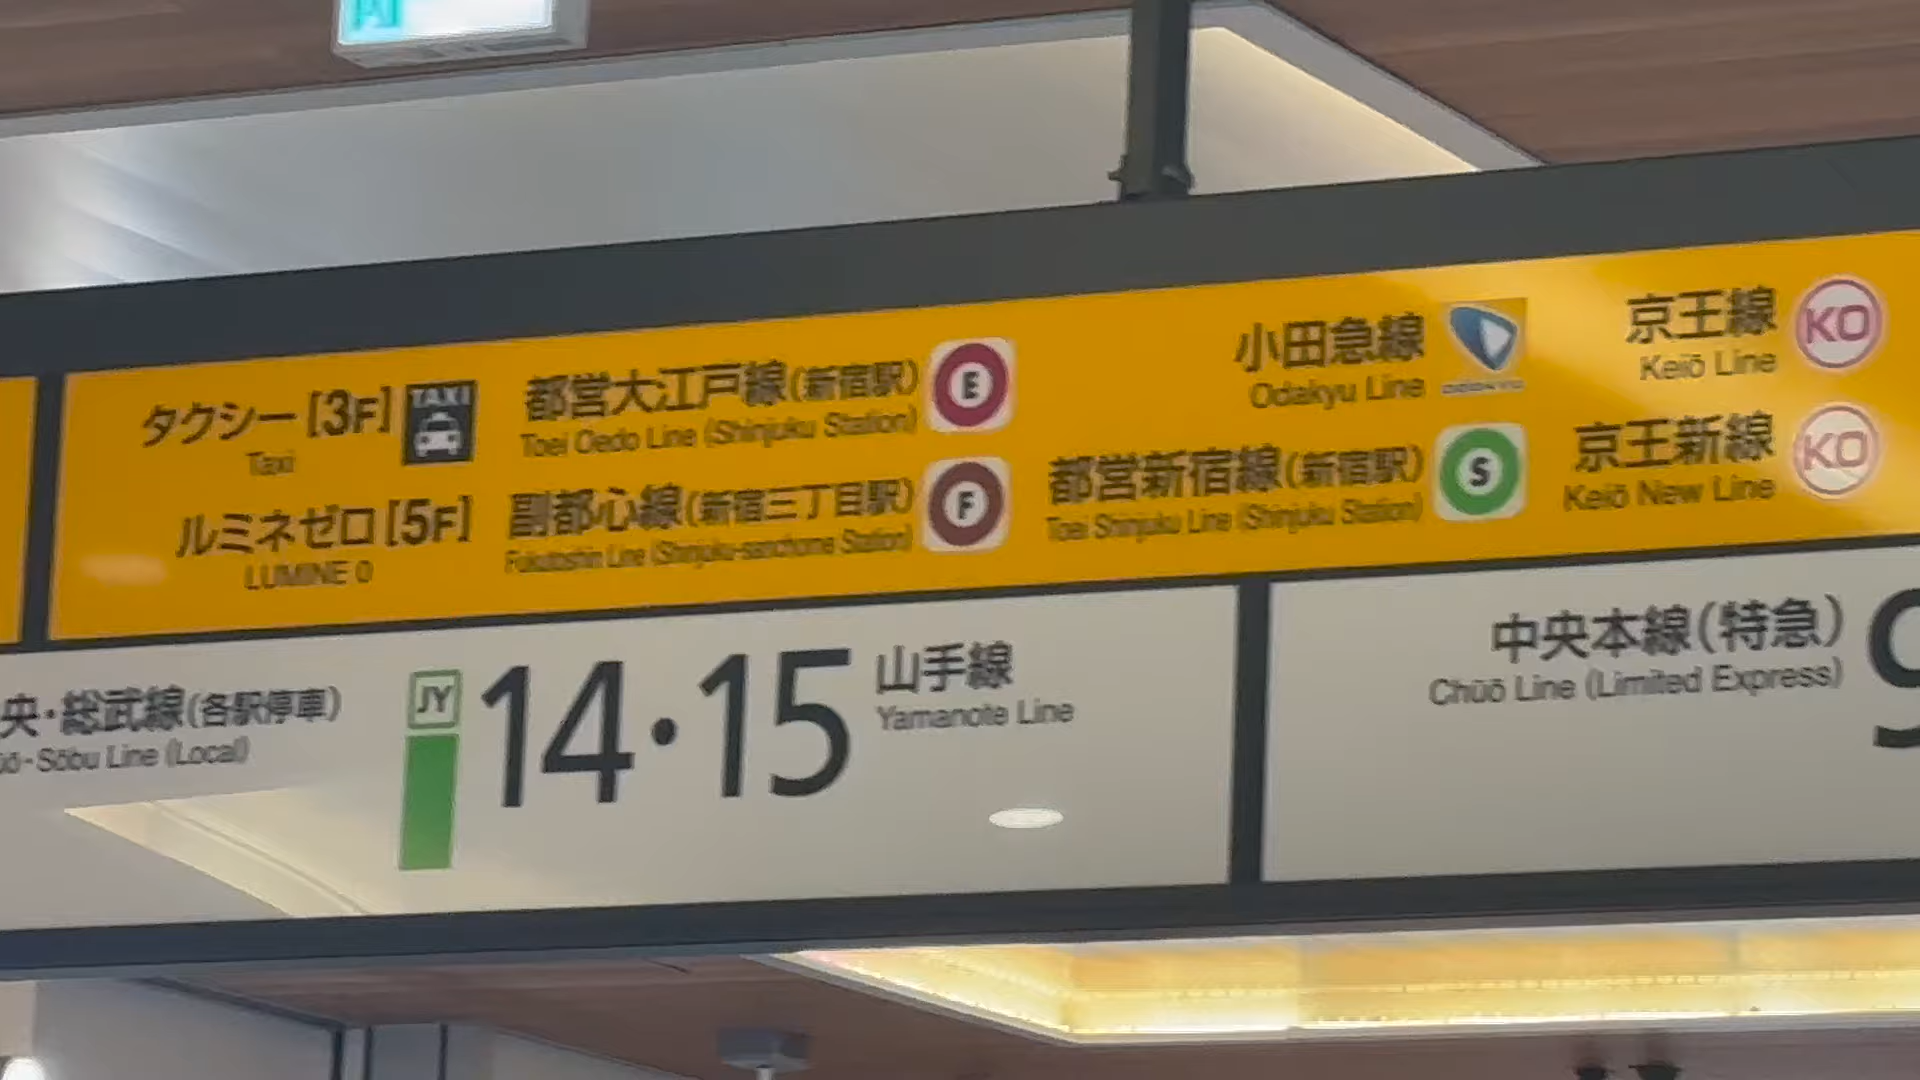 タクシー [3F] TAXI
Taxi
ルミネゼロ [5F]
LUMINE 0
都営大江戸線(新宿駅) E
Toei Oedo Line (Shinjuku Station)
副都心線(新宿三丁目駅) F
Fukutoshin Line (Shinjuku-sanchome Station)
小田急線
Odakyu Line
ODAKYU
都営新宿線(新宿駅) S
Toei Shinjuku Line (Shinjuku Station)
京王線 KO
Keiō Line
京王新線 KO
Keiō New Line
央・総武線(各駅停車)
ūō-Sōbu Line (Local)
JY 14・15 山手線
Yamanote Line
中央本線(特急) 9
Chūō Line (Limited Express)